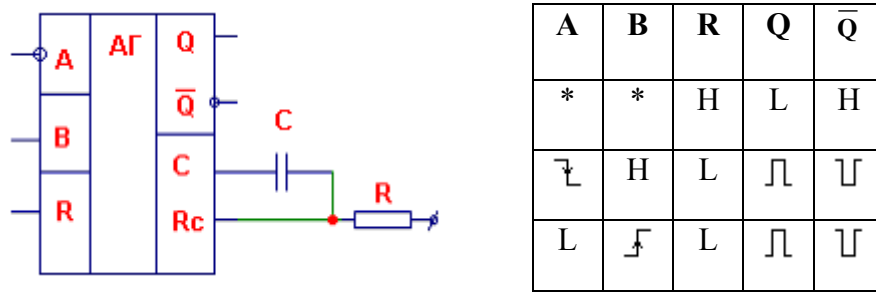 A АГ Q
Q̅
B C
C
R Rc R
A B R Q Q̅
* * H L H
H L
L L